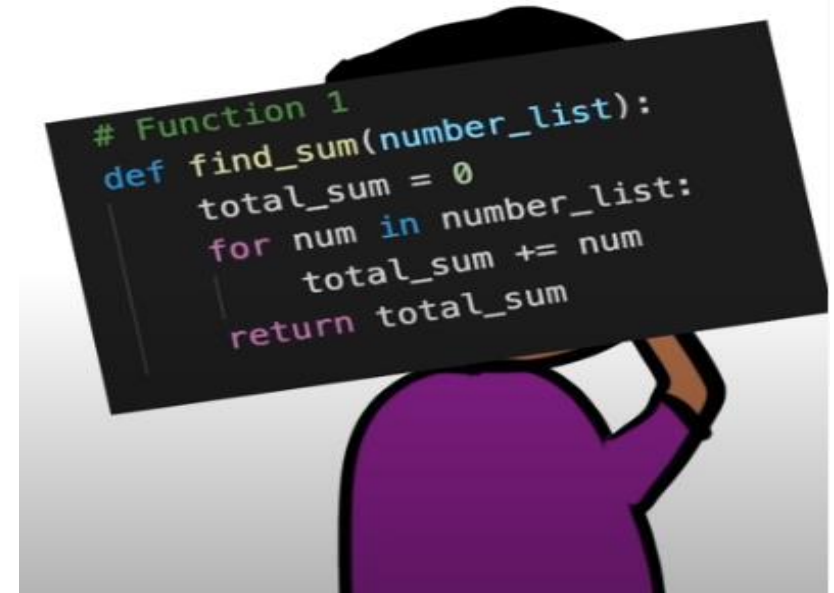 # Function 1
def find_sum(number_list):
    total_sum = 0
    for num in number_list:
        total_sum += num
    return total_sum